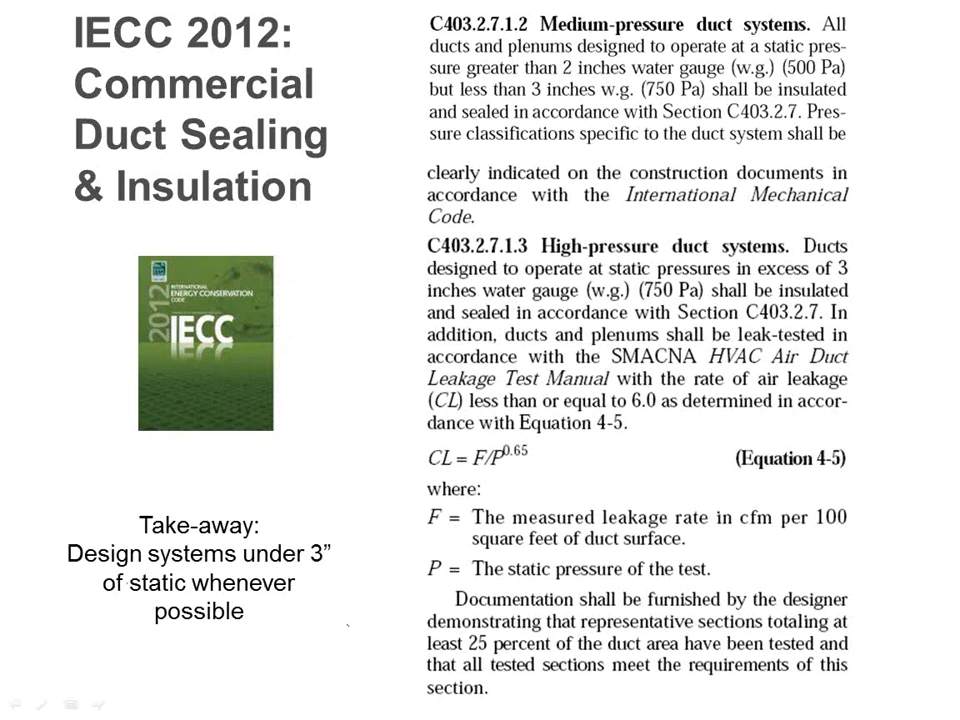 IECC 2012:
Commercial
Duct Sealing
& Insulation
2012
INTERNATIONAL
ENERGY CONSERVATION
CODE
IECC
Take-away:
Design systems under 3”
of static whenever
possible
C403.2.7.1.2 Medium-pressure duct systems. All
ducts and plenums designed to operate at a static pres-
sure greater than 2 inches water gauge (w.g.) (500 Pa)
but less than 3 inches w.g. (750 Pa) shall be insulated
and sealed in accordance with Section C403.2.7. Pres-
sure classifications specific to the duct system shall be
clearly indicated on the construction documents in
accordance with the International Mechanical
Code.
C403.2.7.1.3 High-pressure duct systems. Ducts
designed to operate at static pressures in excess of 3
inches water gauge (w.g.) (750 Pa) shall be insulated
and sealed in accordance with Section C403.2.7. In
addition, ducts and plenums shall be leak-tested in
accordance with the SMACNA HVAC Air Duct
Leakage Test Manual with the rate of air leakage
(CL) less than or equal to 6.0 as determined in accor-
dance with Equation 4-5.
CL = F/P^0.65 (Equation 4-5)
where:
F = The measured leakage rate in cfm per 100
square feet of duct surface.
P = The static pressure of the test.
Documentation shall be furnished by the designer
demonstrating that representative sections totaling at
least 25 percent of the duct area have been tested and
that all tested sections meet the requirements of this
section.